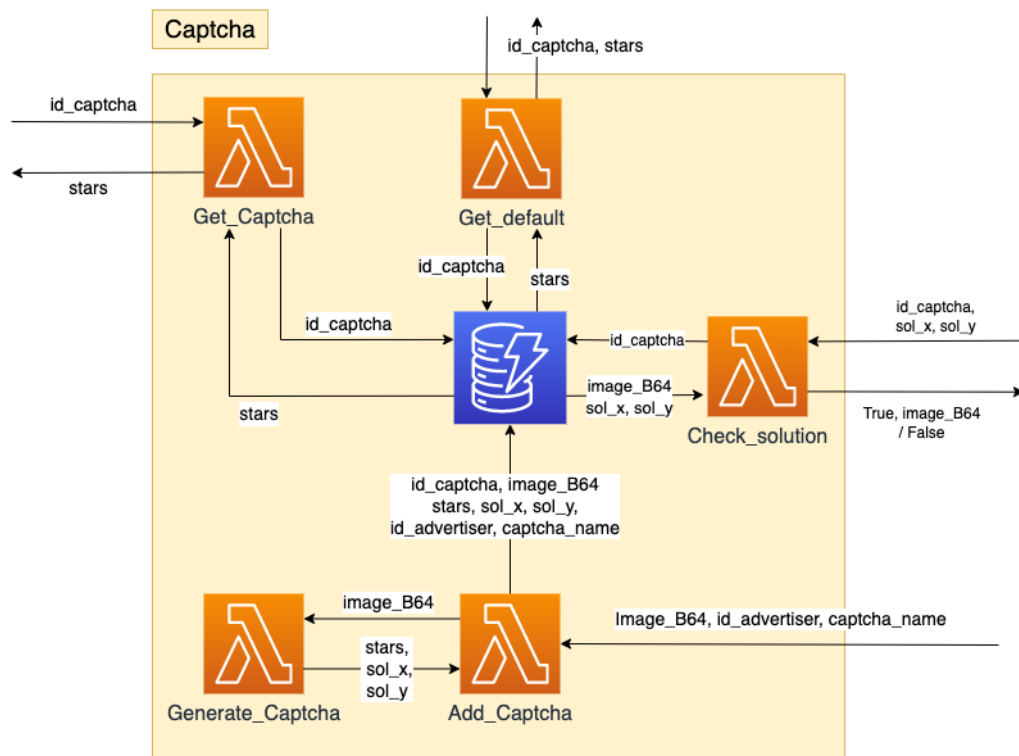 Captcha
id_captcha, stars
id_captcha
stars
Get_Captcha
Get_default
id_captcha
stars
id_captcha
id_captcha
id_captcha,
sol_x, sol_y
stars
image_B64
sol_x, sol_y
True, image_B64
/ False
Check_solution
id_captcha, image_B64
stars, sol_x, sol_y,
id_advertiser, captcha_name
image_B64
Image_B64, id_advertiser, captcha_name
stars,
sol_x,
sol_y
Generate_Captcha
Add_Captcha